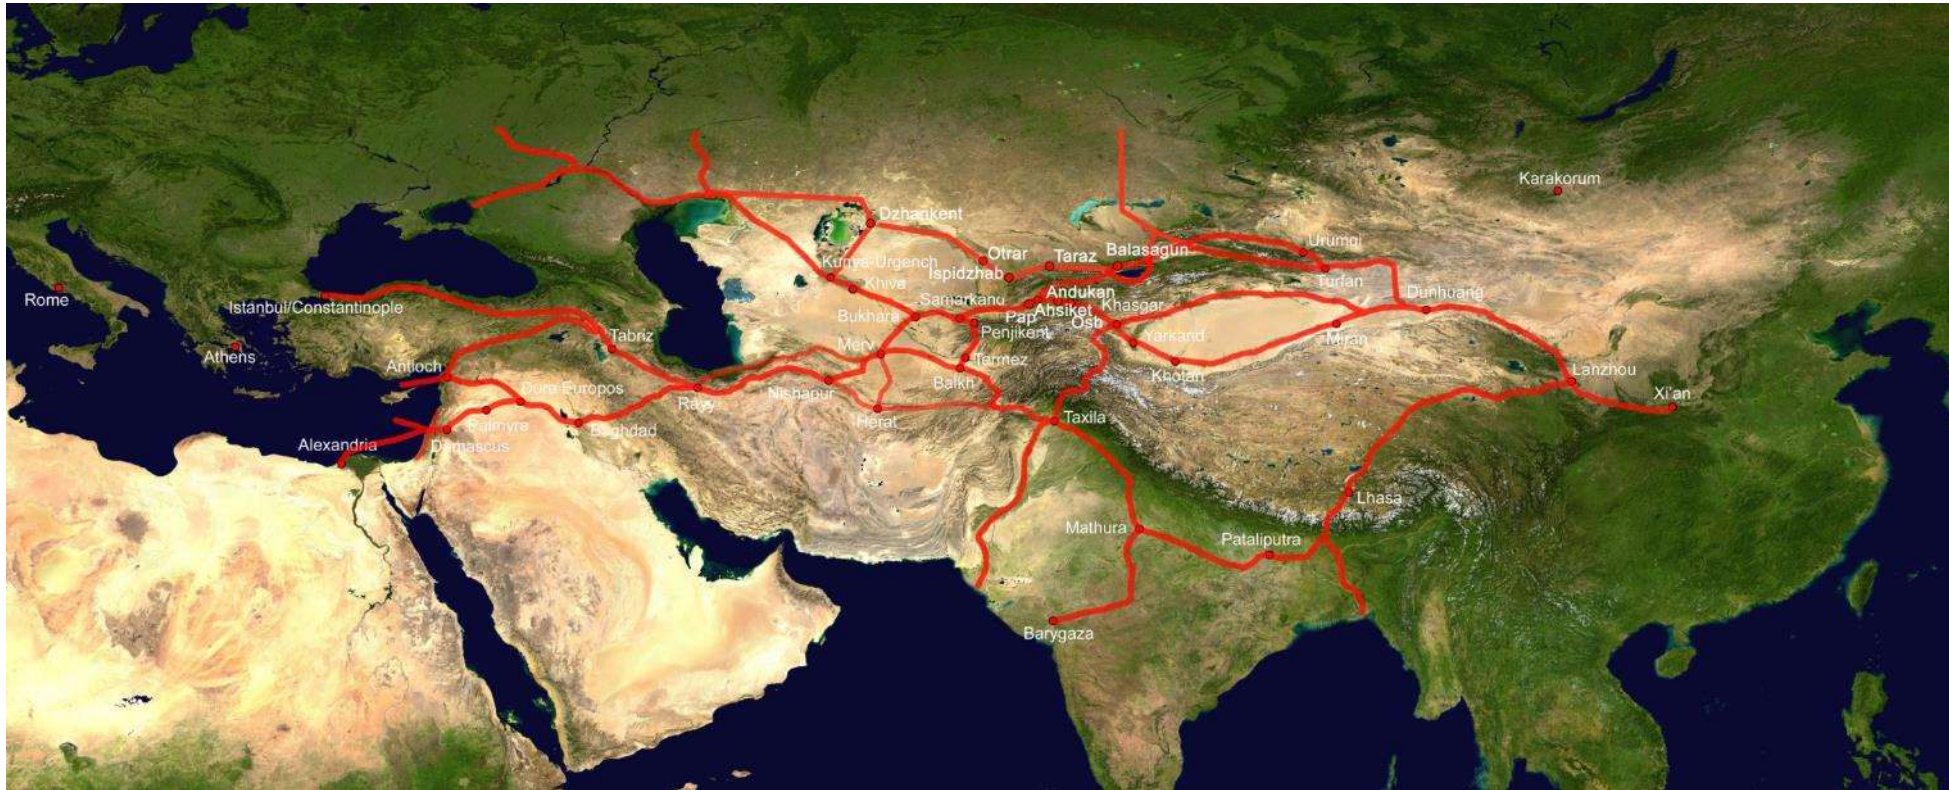 Karakorum
Dzhankent
Urumqi
Otrar
Taraz
Balasagun
Kunya-Urgench
Ispidzhab
Turfan
Khiva
Rome
Andukan
Dunhuang
Istanbul/Constantinople
Samarkand
Khasgar
Ahsiket
Bukhara
Pap
Osh
Penjikent
Tabriz
Yarkand
Miran
Athens
Merv
Termez
Antioch
Khotan
Balkh
Lanzhou
Dura Europos
Nishapur
Rayy
Xi'an
Herat
Taxila
Palmyra
Baghdad
Alexandria
Damascus
Lhasa
Mathura
Pataliputra
Barygaza